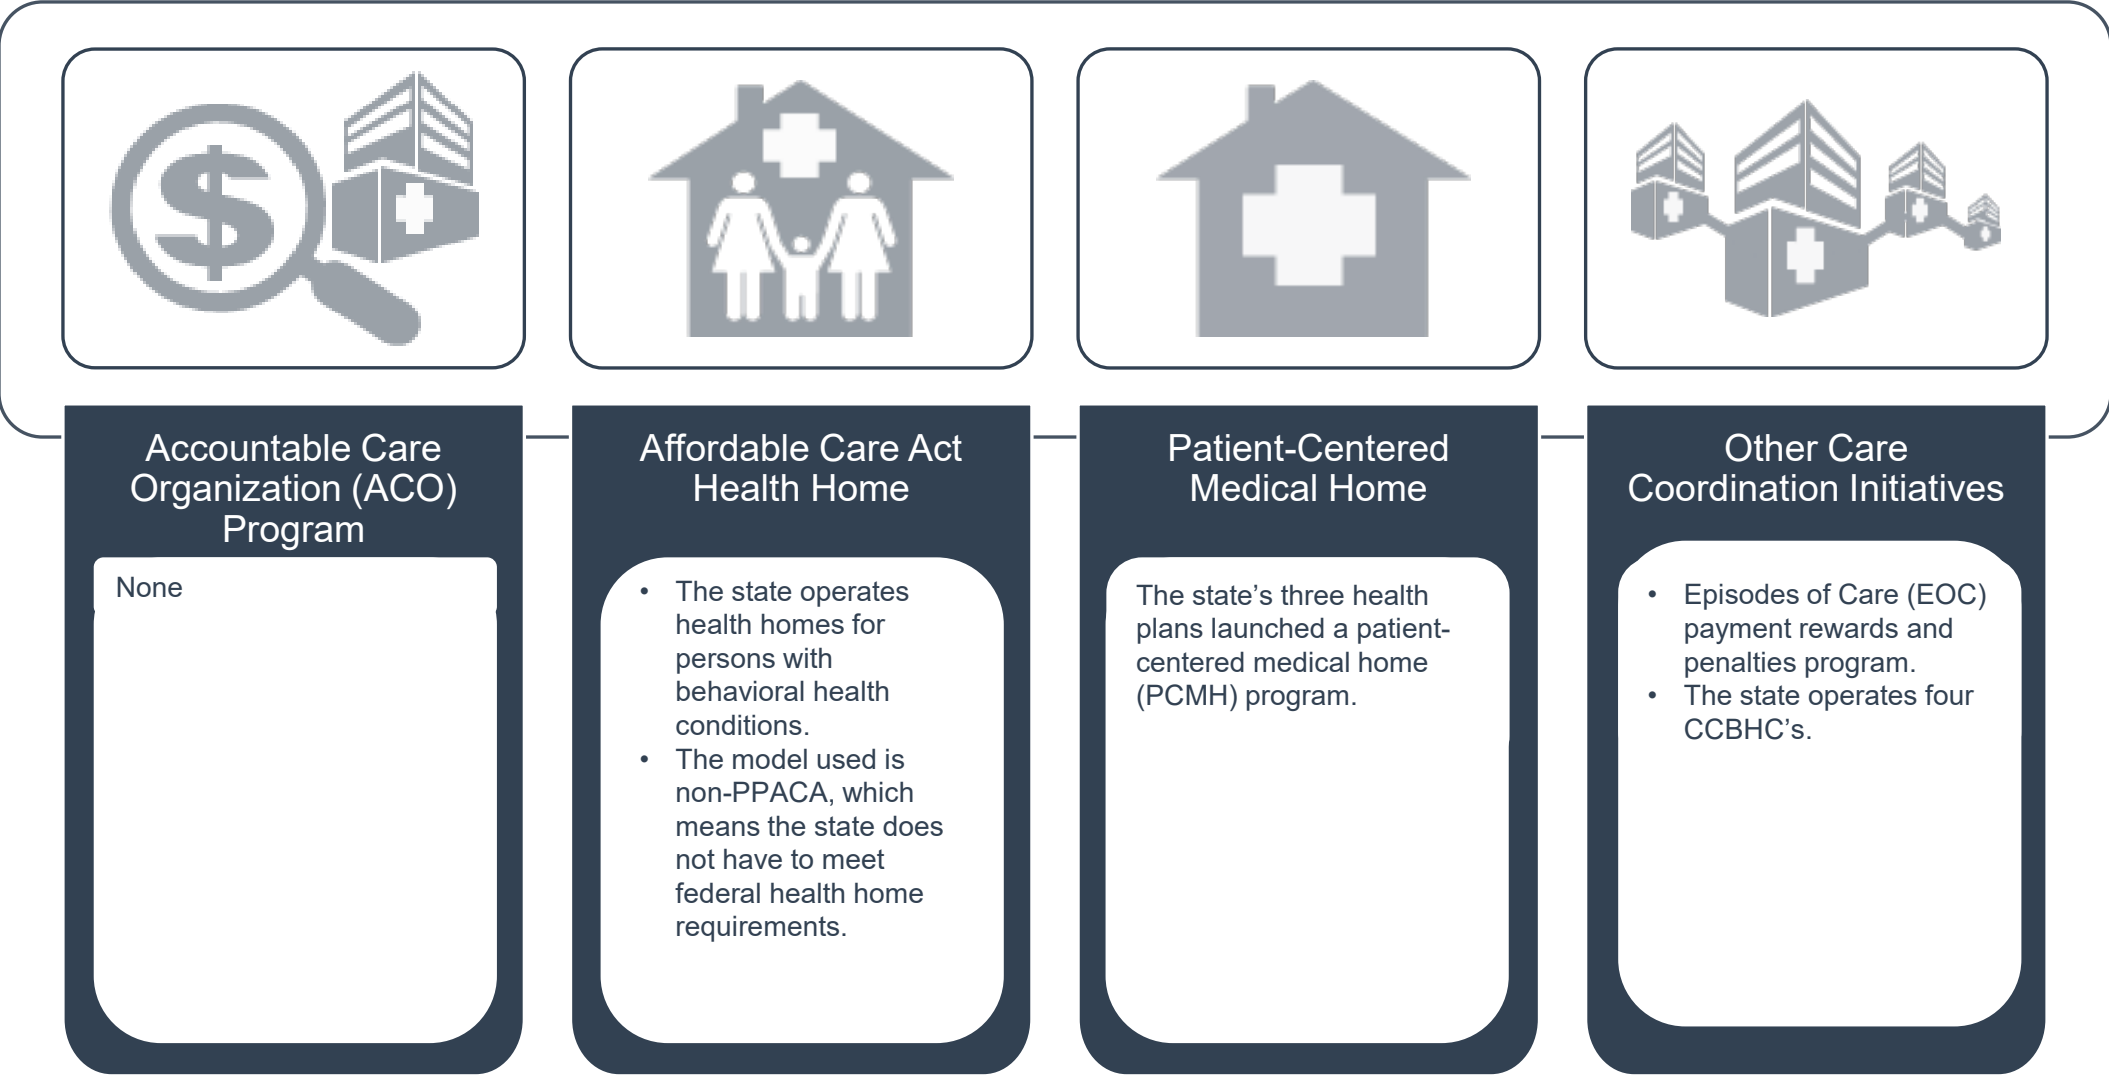 Accountable Care
Organization (ACO)
Program
None
Affordable Care Act
Health Home
• The state operates
health homes for
persons with
behavioral health
conditions.
• The model used is
non-PPACA, which
means the state does
not have to meet
federal health home
requirements.
Patient-Centered
Medical Home
The state’s three health
plans launched a patient-
centered medical home
(PCMH) program.
Other Care
Coordination Initiatives
• Episodes of Care (EOC)
payment rewards and
penalties program.
• The state operates four
CCBHC’s.